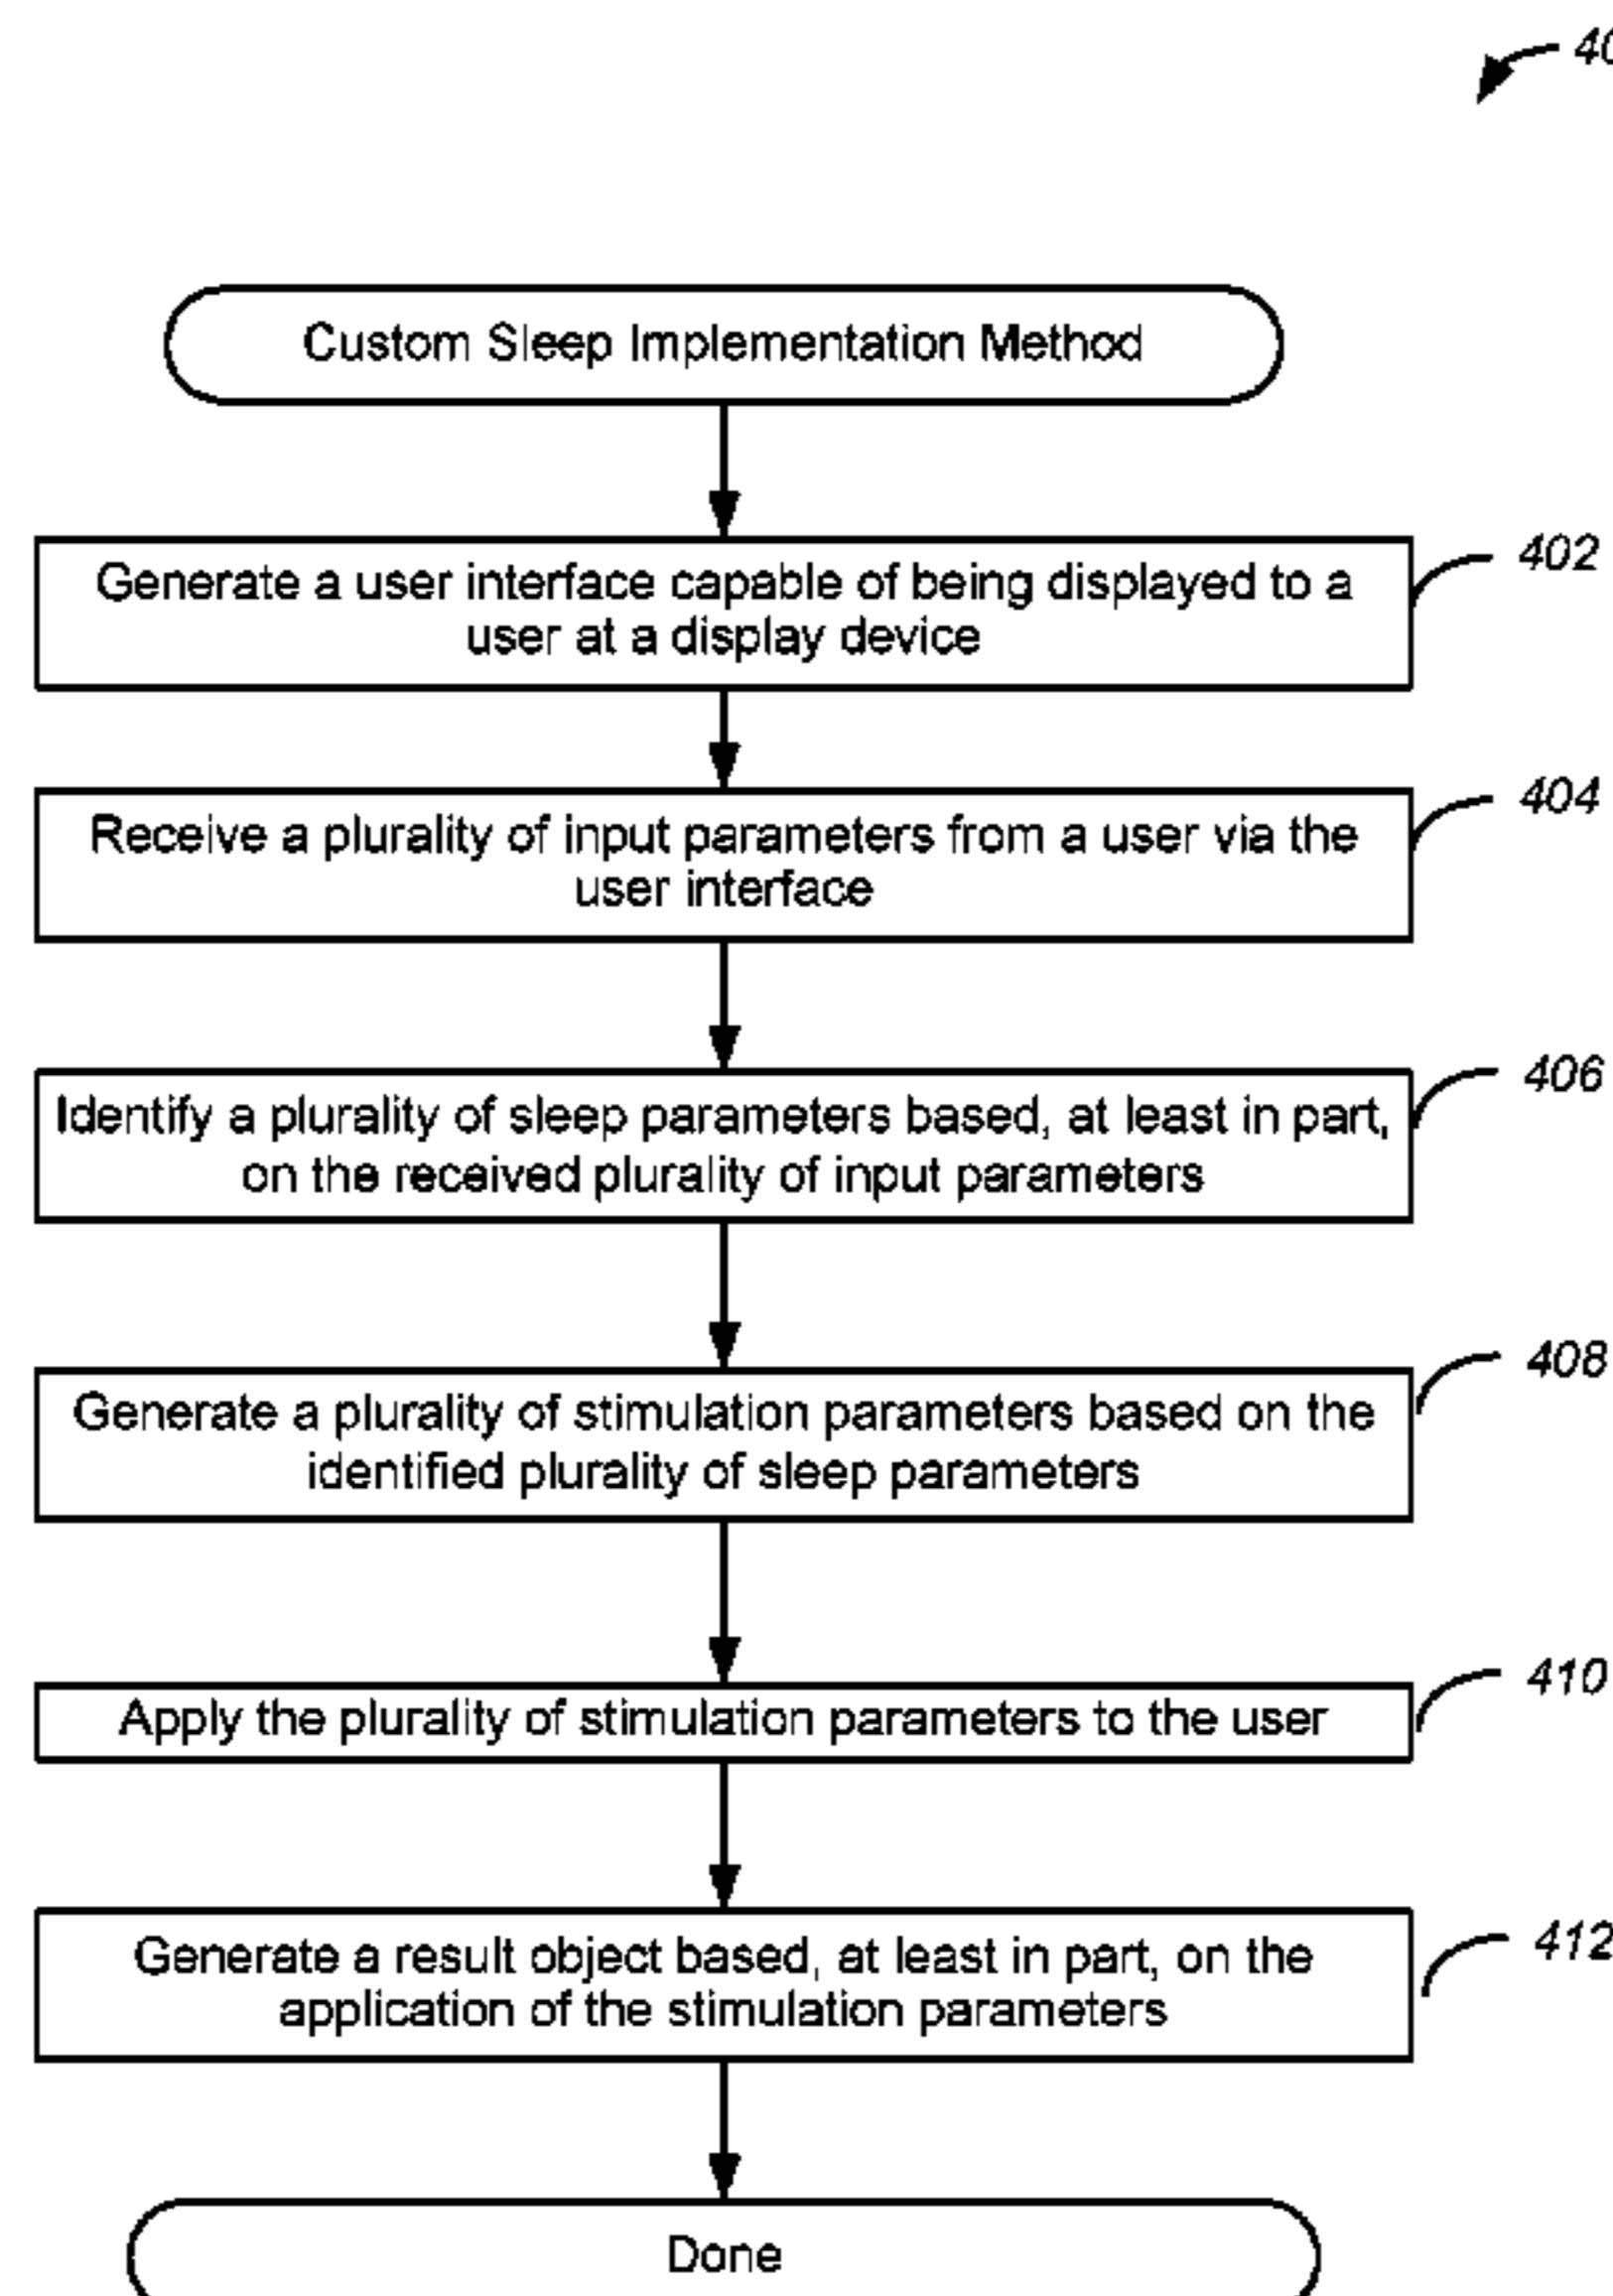 Custom Sleep Implementation Method
Generate a user interface capable of being displayed to a
user at a display device
402
Receive a plurality of input parameters from a user via the
user interface
404
Identify a plurality of sleep parameters based, at least in part,
on the received plurality of input parameters
406
Generate a plurality of stimulation parameters based on the
identified plurality of sleep parameters
408
Apply the plurality of stimulation parameters to the user
410
Generate a result object based, at least in part, on the
application of the stimulation parameters
412
Done